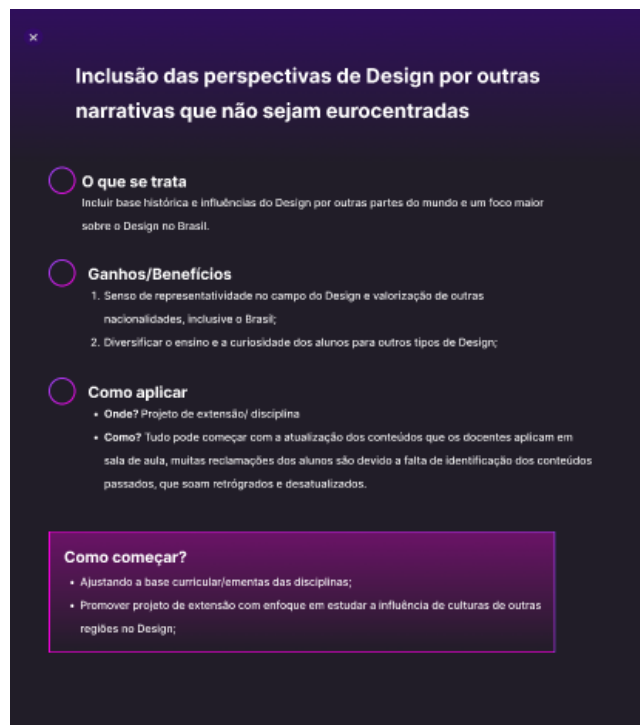 ×
Inclusão das perspectivas de Design por outras
narrativas que não sejam eurocentradas
O que se trata
Incluir base histórica e influências do Design por outras partes do mundo e um foco maior
sobre o Design no Brasil.
Ganhos/Benefícios
1. Senso de representatividade no campo do Design e valorização de outras
nacionalidades, inclusive o Brasil;
2. Diversificar o ensino e a curiosidade dos alunos para outros tipos de Design;
Como aplicar
• Onde? Projeto de extensão/ disciplina
• Como? Tudo pode começar com a atualização dos conteúdos que os docentes aplicam em
sala de aula, muitas reclamações dos alunos são devido a falta de identificação dos conteúdos
passados, que soam retrógrados e desatualizados.
Como começar?
• Ajustando a base curricular/ementas das disciplinas;
• Promover projeto de extensão com enfoque em estudar a influência de culturas de outras
regiões no Design;